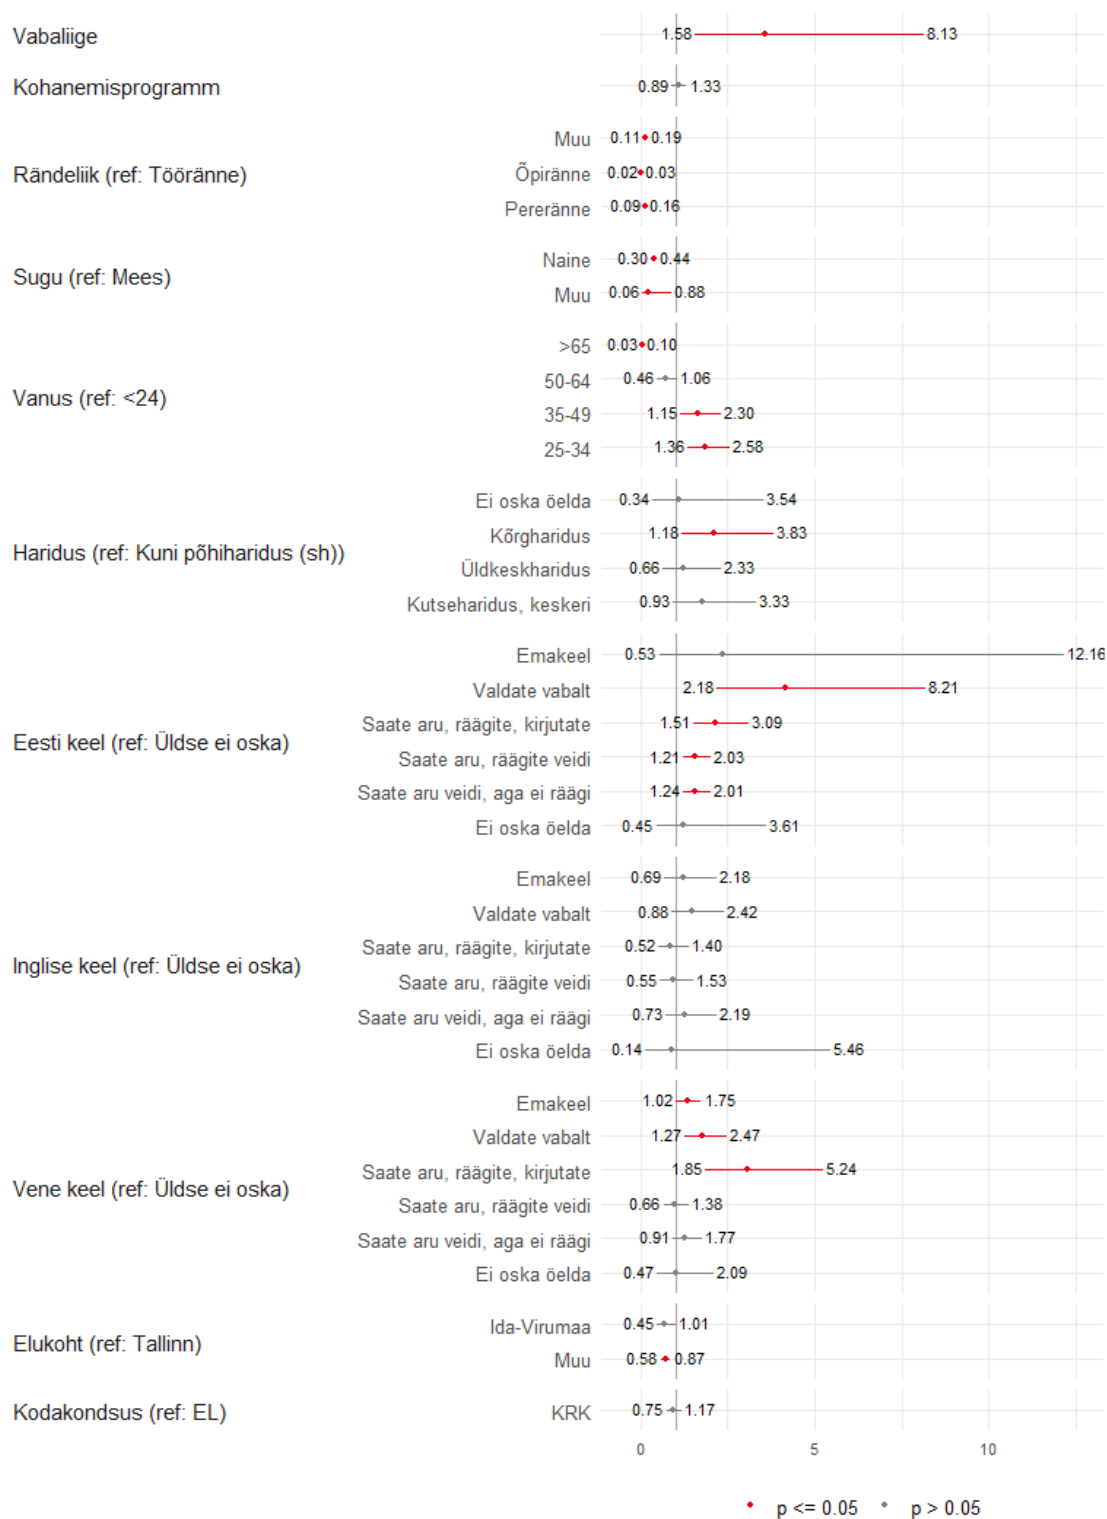 Vabaliige
1.58 8.13
Kohanemisprogramm
0.89 1.33
Rändeliik (ref: Tööränne)
Muu 0.11 0.19
Õpiränne 0.02 0.03
Pereränne 0.09 0.16
Sugu (ref: Mees)
Naine 0.30 0.44
Muu 0.06 0.88
Vanus (ref: <24)
>65 0.03 0.10
50-64 0.46 1.06
35-49 1.15 2.30
25-34 1.36 2.58
Haridus (ref: Kuni põhiharidus (sh))
Ei oska öelda 0.34 3.54
Kõrgharidus 1.18 3.83
Üldkeskharidus 0.66 2.33
Kutseharidus, keskeri 0.93 3.33
Eesti keel (ref: Üldse ei oska)
Emakeel 0.53 12.16
Valdate vabalt 2.18 8.21
Saate aru, räägite, kirjutate 1.51 3.09
Saate aru, räägite veidi 1.21 2.03
Saate aru veidi, aga ei räägi 1.24 2.01
Ei oska öelda 0.45 3.61
Inglise keel (ref: Üldse ei oska)
Emakeel 0.69 2.18
Valdate vabalt 0.88 2.42
Saate aru, räägite, kirjutate 0.52 1.40
Saate aru, räägite veidi 0.55 1.53
Saate aru veidi, aga ei räägi 0.73 2.19
Ei oska öelda 0.14 5.46
Vene keel (ref: Üldse ei oska)
Emakeel 1.02 1.75
Valdate vabalt 1.27 2.47
Saate aru, räägite, kirjutate 1.85 5.24
Saate aru, räägite veidi 0.66 1.38
Saate aru veidi, aga ei räägi 0.91 1.77
Ei oska öelda 0.47 2.09
Elukoht (ref: Tallinn)
Ida-Virumaa 0.45 1.01
Muu 0.58 0.87
Kodakondsus (ref: EL)
KRK 0.75 1.17
0 5 10
p <= 0.05 p > 0.05